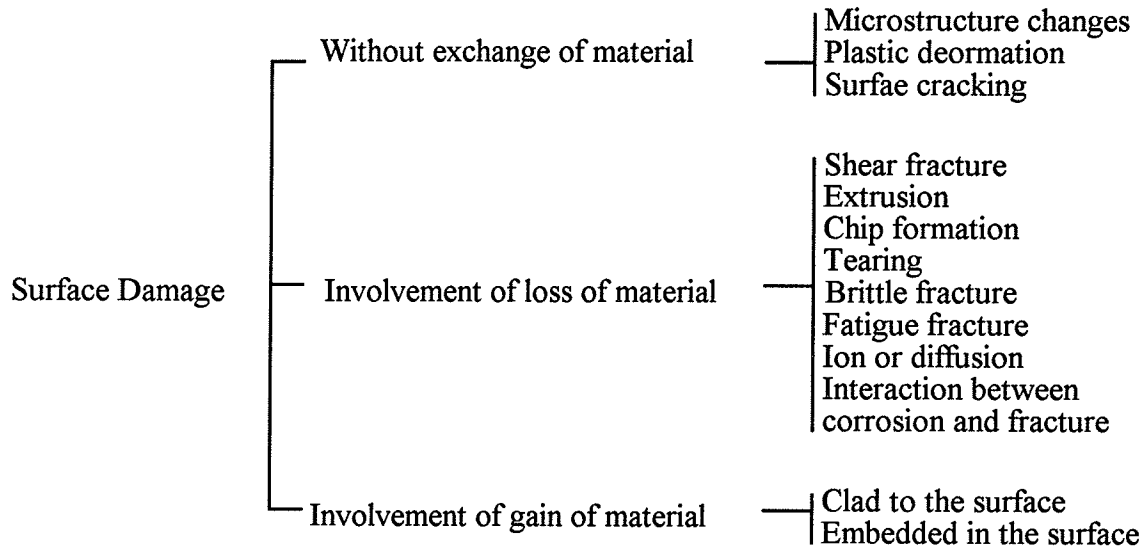 Surface Damage
Without exchange of material
Microstructure changes
Plastic deormation
Surfae cracking
Involvement of loss of material
Shear fracture
Extrusion
Chip formation
Tearing
Brittle fracture
Fatigue fracture
Ion or diffusion
Interaction between
corrosion and fracture
Involvement of gain of material
Clad to the surface
Embedded in the surface